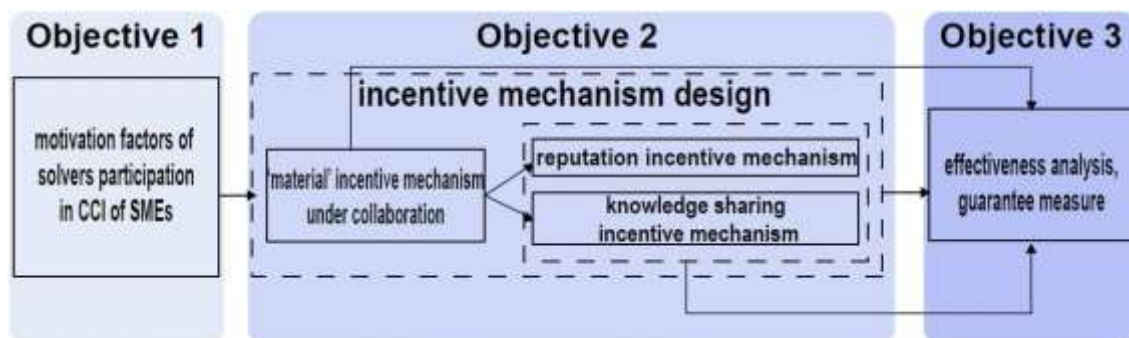 Objective 1
motivation factors of
solvers participation
in CCI of SMEs
Objective 2
incentive mechanism design
'material' incentive mechanism
under collaboration
reputation incentive mechanism
knowledge sharing
incentive mechanism
Objective 3
effectiveness analysis,
guarantee measure